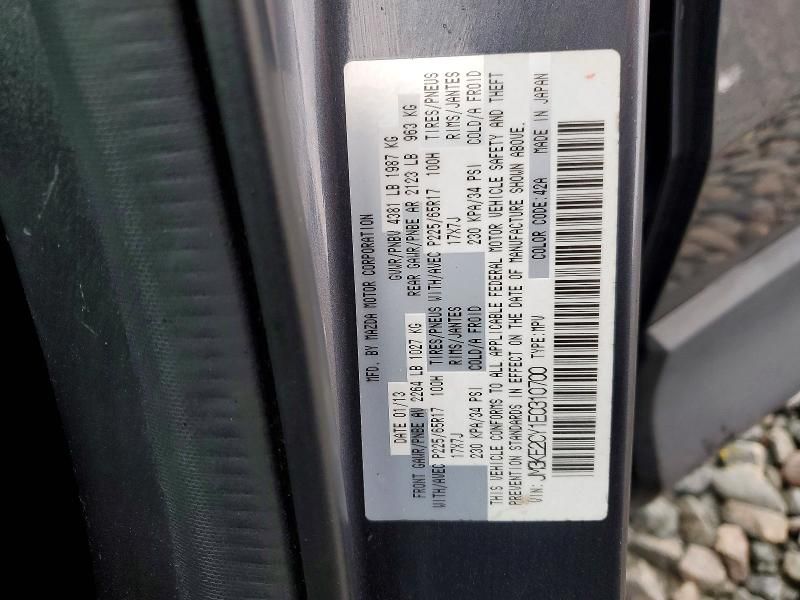 MFD. BY MAZDA MOTOR CORPORATION
DATE 01/13 GVWR/PNBV 4381 LB 1987 KG
FRONT GAWR/PNBE AV 2264 LB 1027 KG REAR GAWR/PNBE AR 2123 LB 963 KG
WITH/AVEC P225/65R17 100H TIRES/PNEUS WITH/AVEC P225/65R17 100H TIRES/PNEUS
17X7J RIMS/JANTES 17X7J RIMS/JANTES
230 KPA/34 PSI COLD/A FROID 230 KPA/34 PSI COLD/A FROID
THIS VEHICLE CONFORMS TO ALL APPLICABLE FEDERAL MOTOR VEHICLE SAFETY AND THEFT
PREVENTION STANDARDS IN EFFECT ON THE DATE OF MANUFACTURE SHOWN ABOVE.
VIN: JM3KE2CY1E0310700 TYPE: MPV COLOR CODE: 42A MADE IN JAPAN